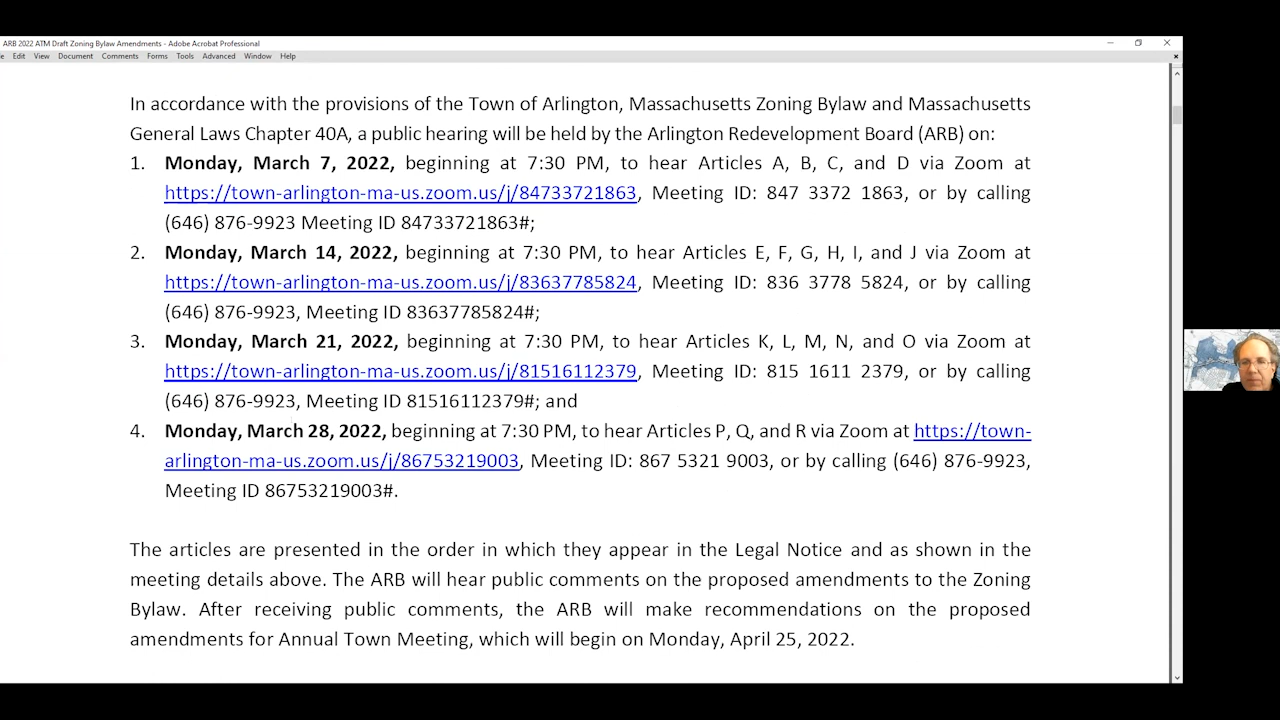 ARB 2022 ATM Draft Zoning Bylaw Amendments - Adobe Acrobat Professional
e Edit View Document Comments Forms Tools Advanced Window Help
In accordance with the provisions of the Town of Arlington, Massachusetts Zoning Bylaw and Massachusetts
General Laws Chapter 40A, a public hearing will be held by the Arlington Redevelopment Board (ARB) on:
1. Monday, March 7, 2022, beginning at 7:30 PM, to hear Articles A, B, C, and D via Zoom at
https://town-arlington-ma-us.zoom.us/j/84733721863, Meeting ID: 847 3372 1863, or by calling
(646) 876-9923 Meeting ID 84733721863#;
2. Monday, March 14, 2022, beginning at 7:30 PM, to hear Articles E, F, G, H, I, and J via Zoom at
https://town-arlington-ma-us.zoom.us/j/83637785824, Meeting ID: 836 3778 5824, or by calling
(646) 876-9923, Meeting ID 83637785824#;
3. Monday, March 21, 2022, beginning at 7:30 PM, to hear Articles K, L, M, N, and O via Zoom at
https://town-arlington-ma-us.zoom.us/j/81516112379, Meeting ID: 815 1611 2379, or by calling
(646) 876-9923, Meeting ID 81516112379#; and
4. Monday, March 28, 2022, beginning at 7:30 PM, to hear Articles P, Q, and R via Zoom at https://town-
arlington-ma-us.zoom.us/j/86753219003, Meeting ID: 867 5321 9003, or by calling (646) 876-9923,
Meeting ID 86753219003#.
The articles are presented in the order in which they appear in the Legal Notice and as shown in the
meeting details above. The ARB will hear public comments on the proposed amendments to the Zoning
Bylaw. After receiving public comments, the ARB will make recommendations on the proposed
amendments for Annual Town Meeting, which will begin on Monday, April 25, 2022.